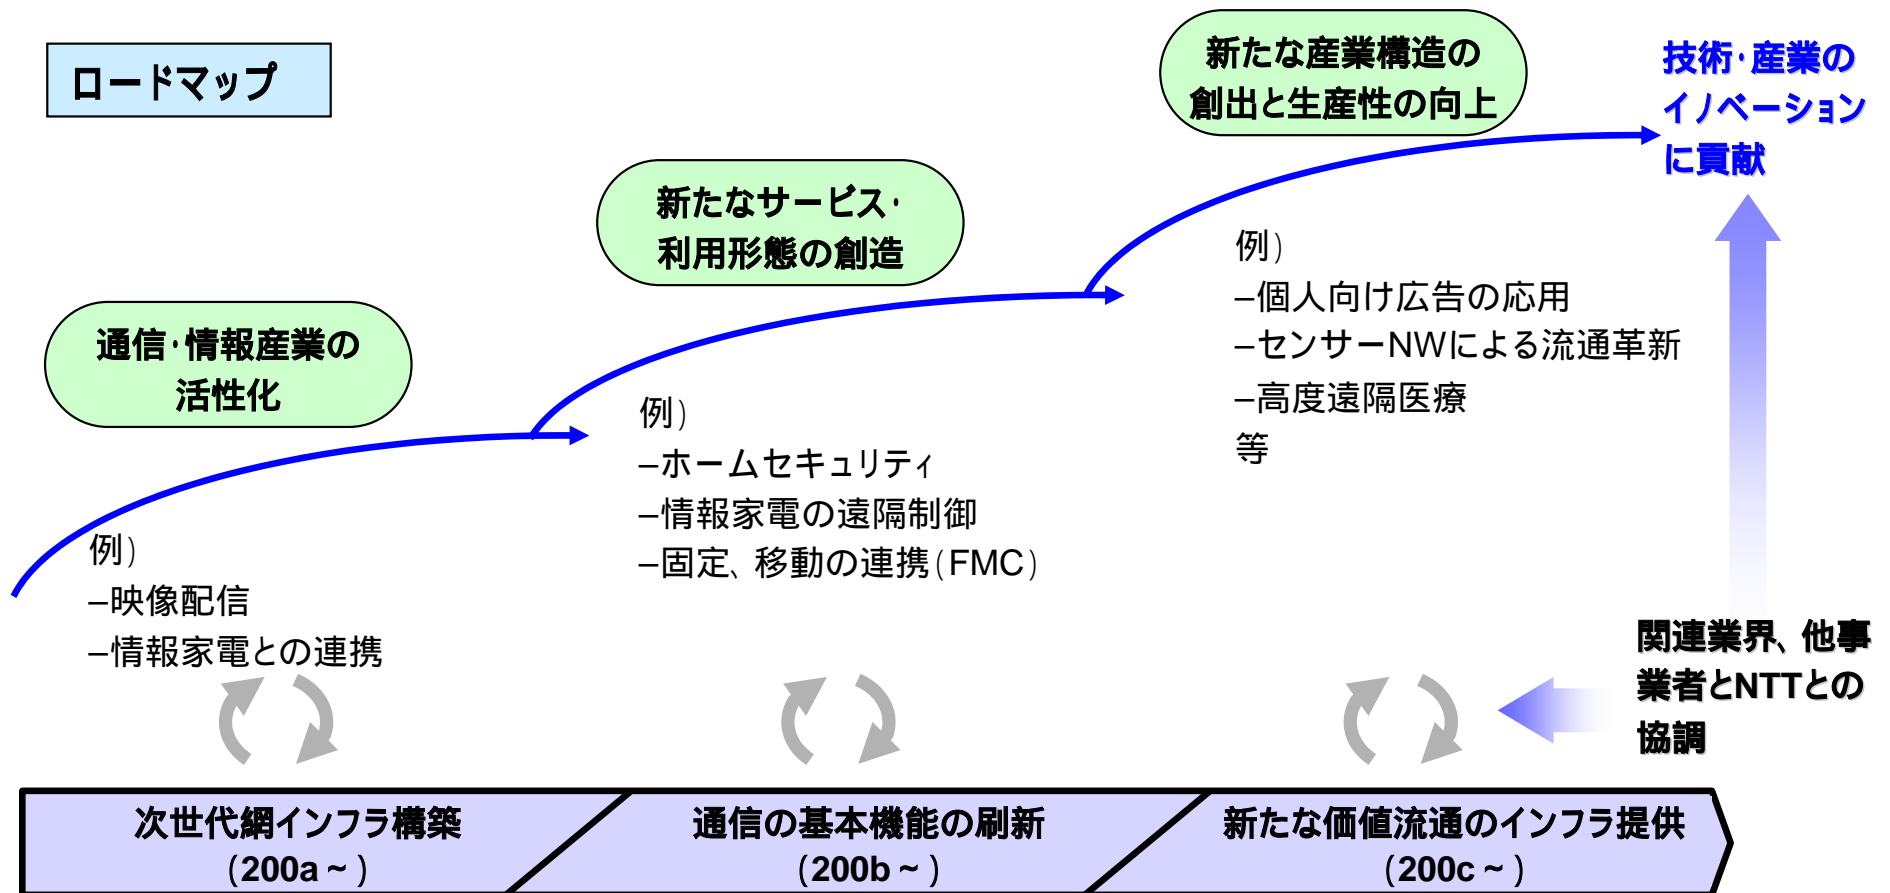 ロードマップ
新たな産業構造の
創出と生産性の向上
技術・産業の
イノベーション
に貢献
新たなサービス・
利用形態の創造
通信・情報産業の
活性化
例）
–個人向け広告の応用
–センサーNWによる流通革新
–高度遠隔医療
等
例）
–ホームセキュリティ
–情報家電の遠隔制御
–固定、移動の連携（FMC）
例）
–映像配信
–情報家電との連携
関連業界、他事
業者とNTTとの
協調
次世代網インフラ構築
（200a～）
通信の基本機能の刷新
（200b～）
新たな価値流通のインフラ提供
（200c～）